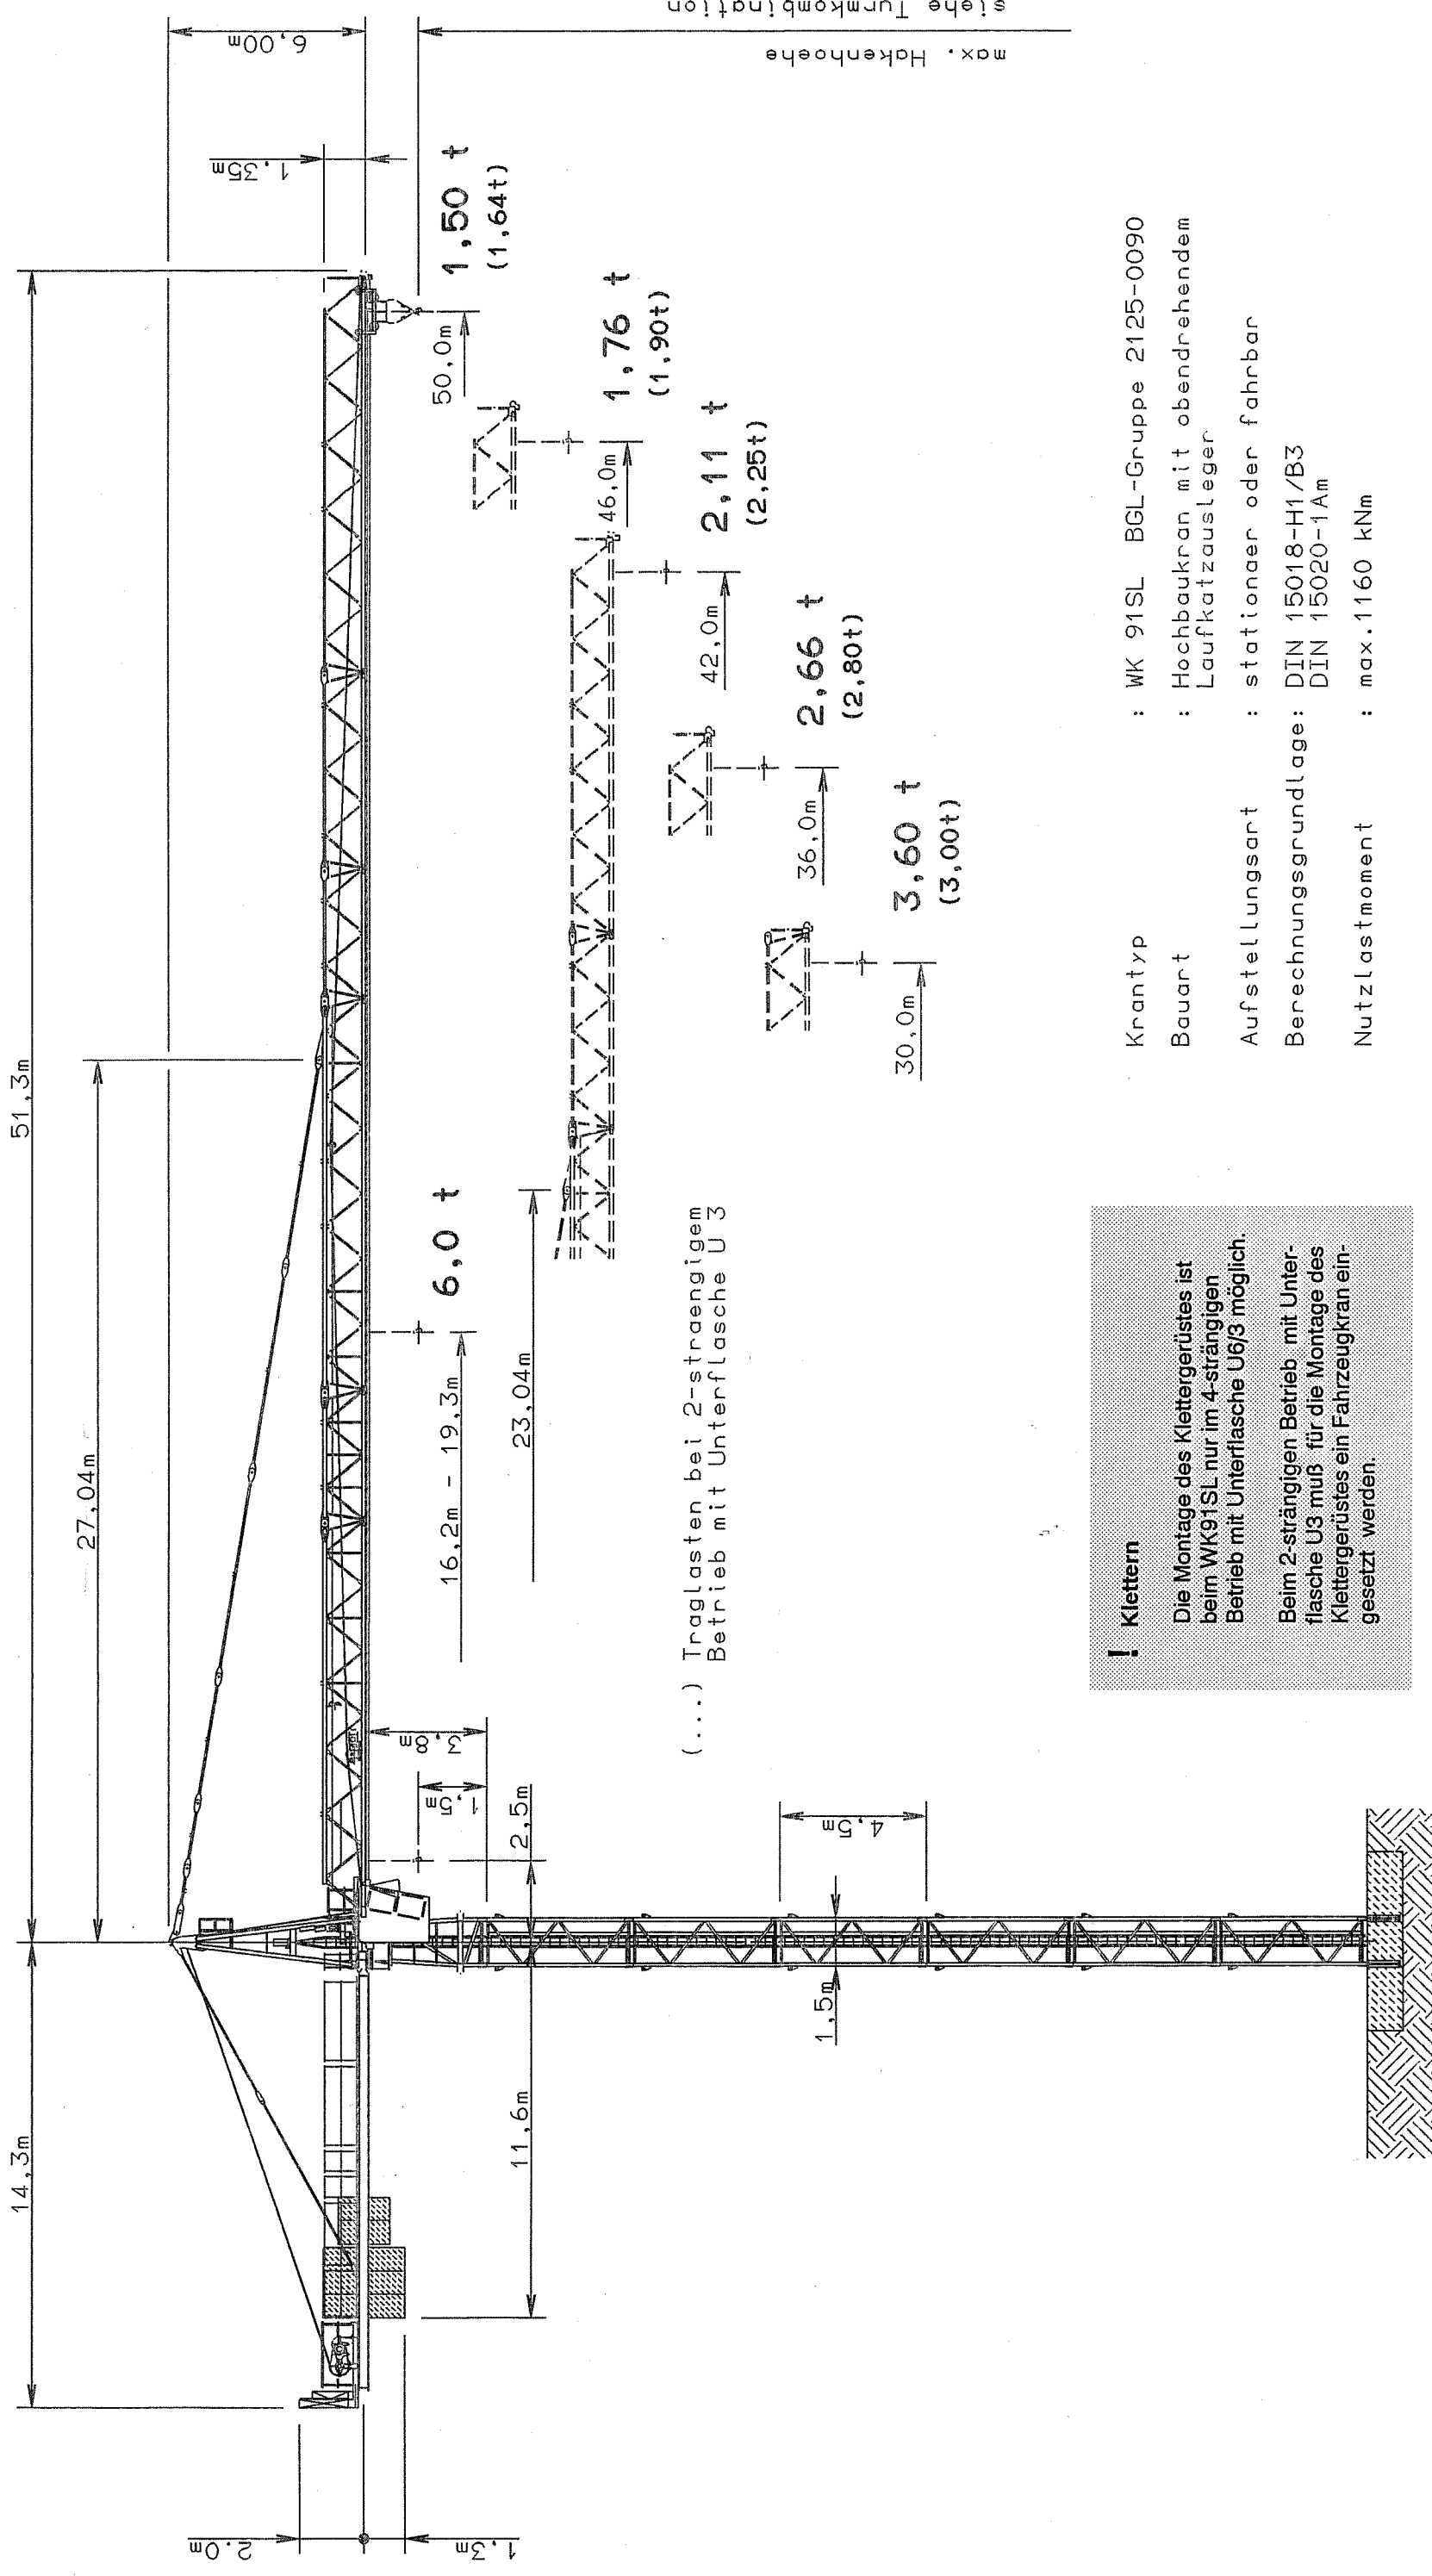 14,3m
51,3m
27,04m
6,00m
1,35m
max. Hakenhoehe
siehe Turmkombination
2.0m
1,3m
11,6m
2,5m
1,5m
3,8m
4,5m
1,5m
16,2m - 19,3m
6,0 t
23,04m
50,0m
1,50 t
(1,64t)
46,0m
1,76 t
(1,90t)
42,0m
2,11 t
(2,25t)
36,0m
2,66 t
(2,80t)
30,0m
3,60 t
(3,00t)
(...) Traglasten bei 2-straengigem
Betrieb mit Unterflasche U 3
! Klettern
Die Montage des Klettergerüstes ist
beim WK91SL nur im 4-strängigen
Betrieb mit Unterflasche U6/3 möglich.
Beim 2-strängigen Betrieb mit Unter-
flasche U3 muß für die Montage des
Klettergerüstes ein Fahrzeugkran ein-
gesetzt werden.
Krantyp : WK 91SL BGL-Gruppe 2125-0090
Bauart : Hochbaukran mit obendrehendem
Laufkatzausleger
Aufstellungsart : stationaer oder fahrbar
Berechnungsgrundlage: DIN 15018-H1/B3
DIN 15020-1Am
Nutzlastmoment : max.1160 kNm